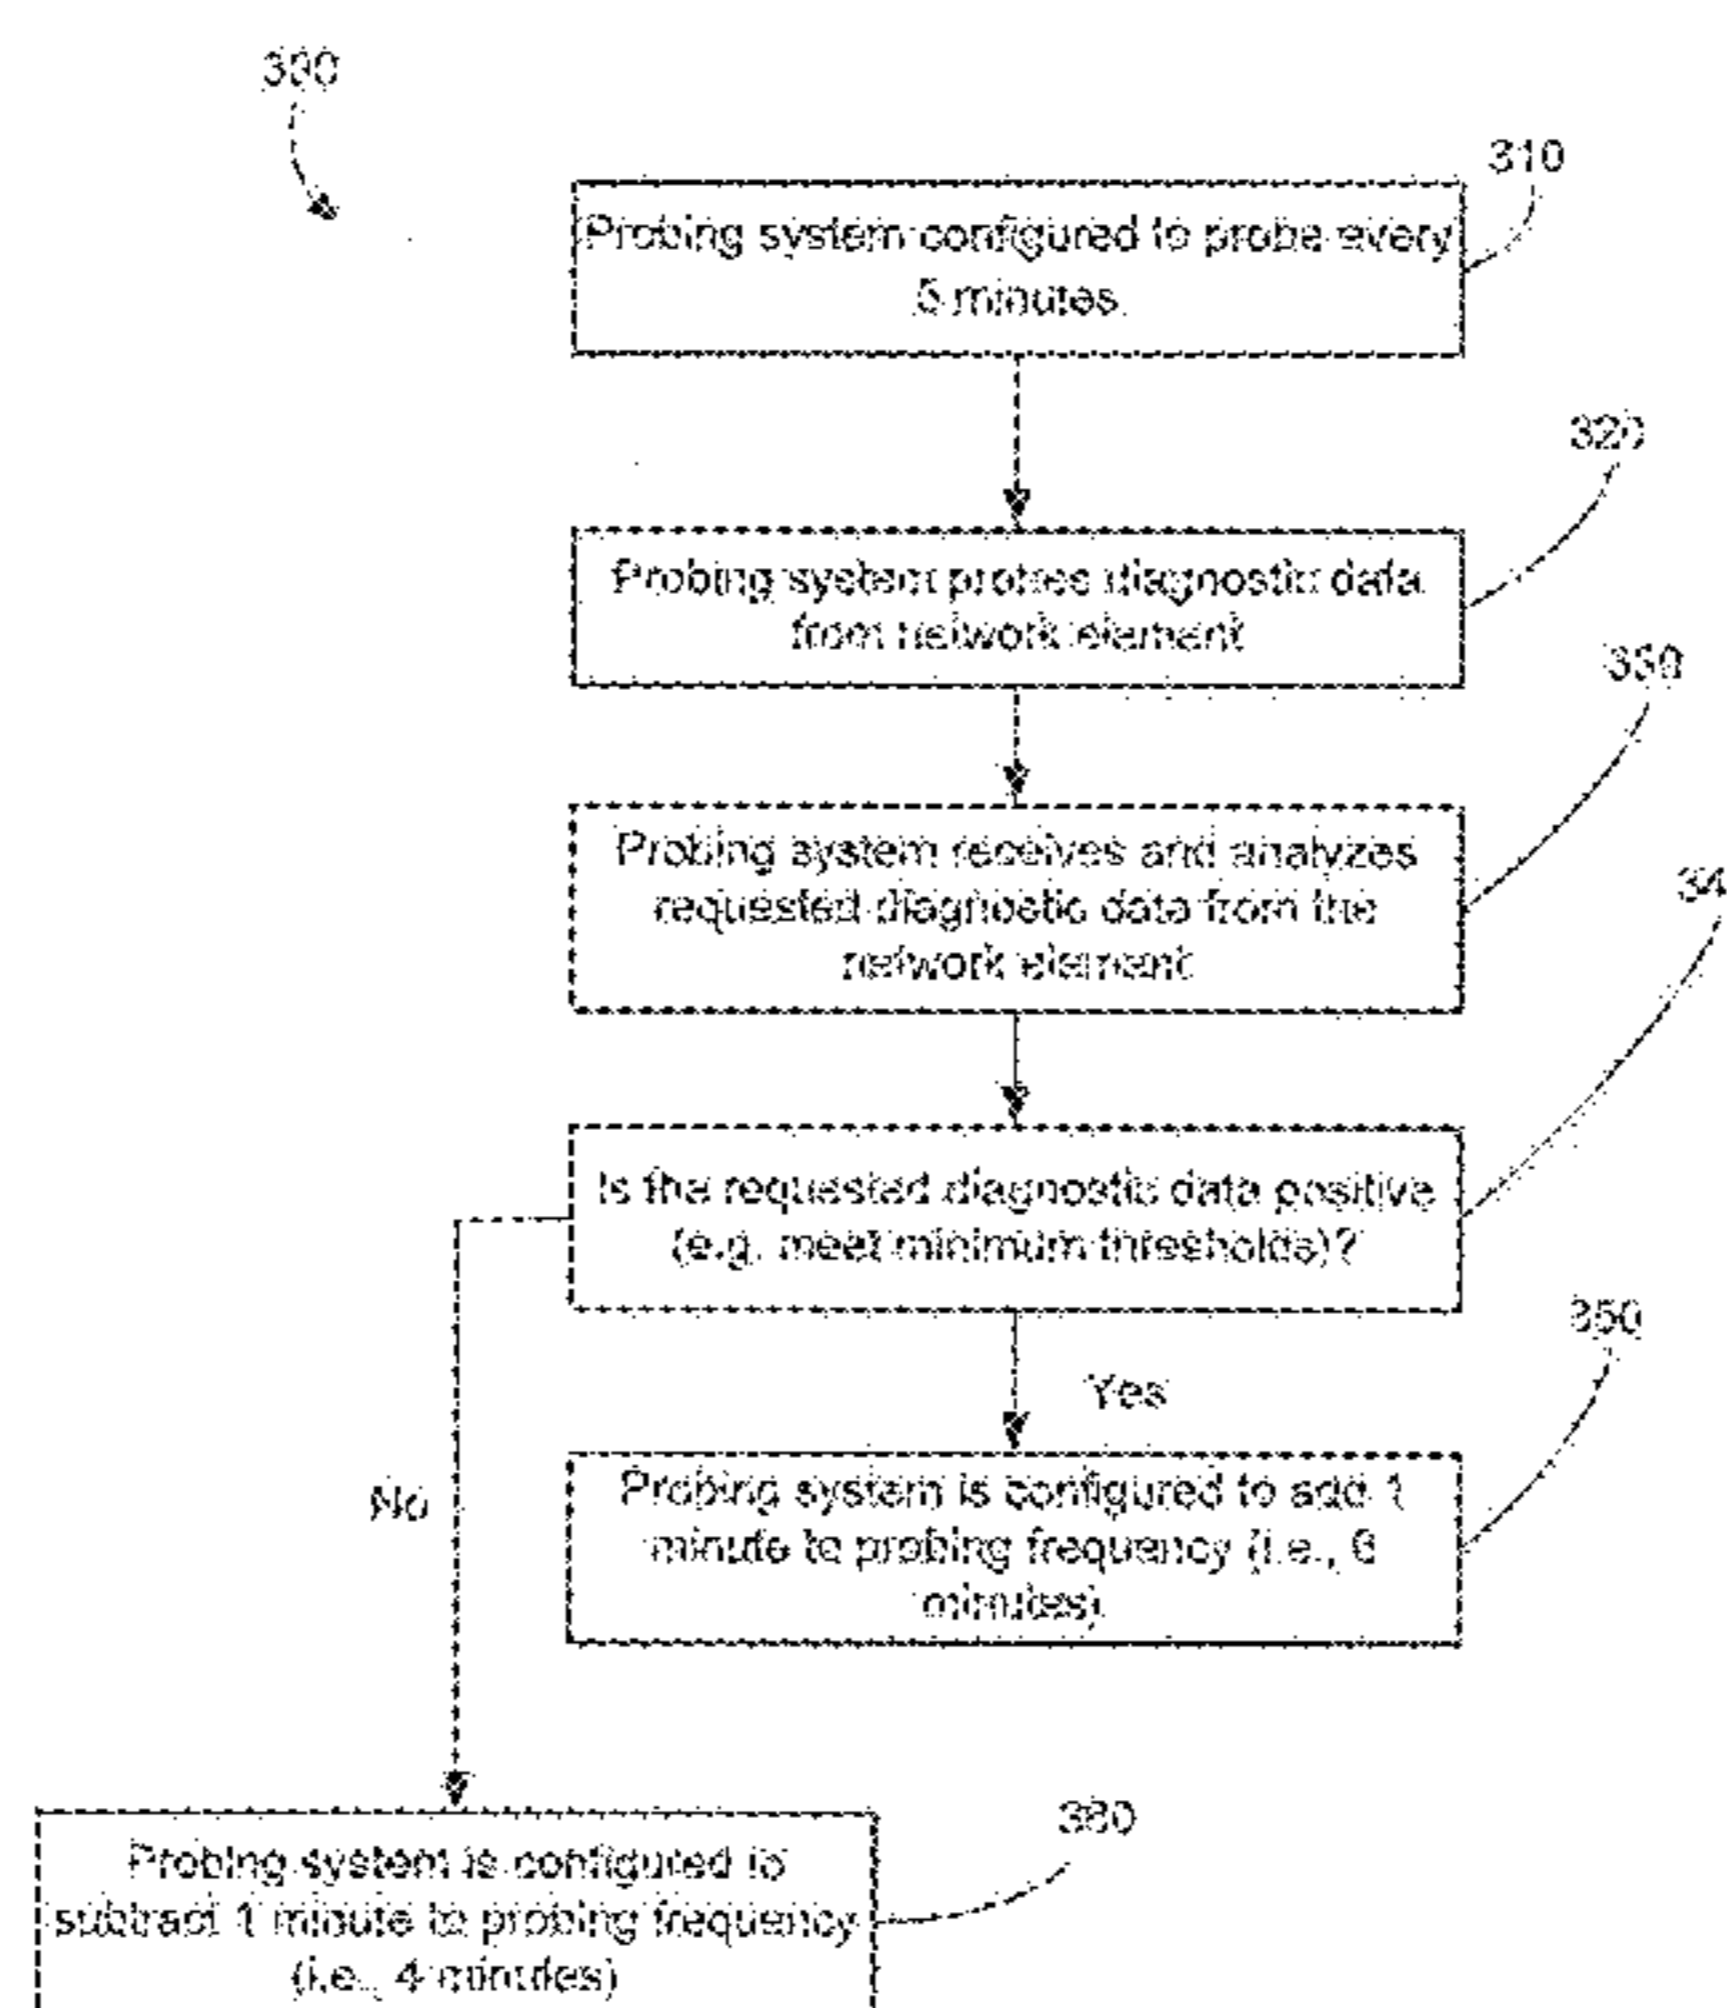 300
310
Probing system configured to probe every
5 minutes.
320
Probing system probes diagnostic data
from network element
330
Probing system receives and analyzes
requested diagnostic data from the
network element
34
Is the requested diagnostic data positive
(e.g. meet minimum thresholds)?
350
Yes
Probing system is configured to add 1
minute to probing frequency (i.e., 6
minutes).
No
360
Probing system is configured to
subtract 1 minute to probing frequency
(i.e., 4 minutes)